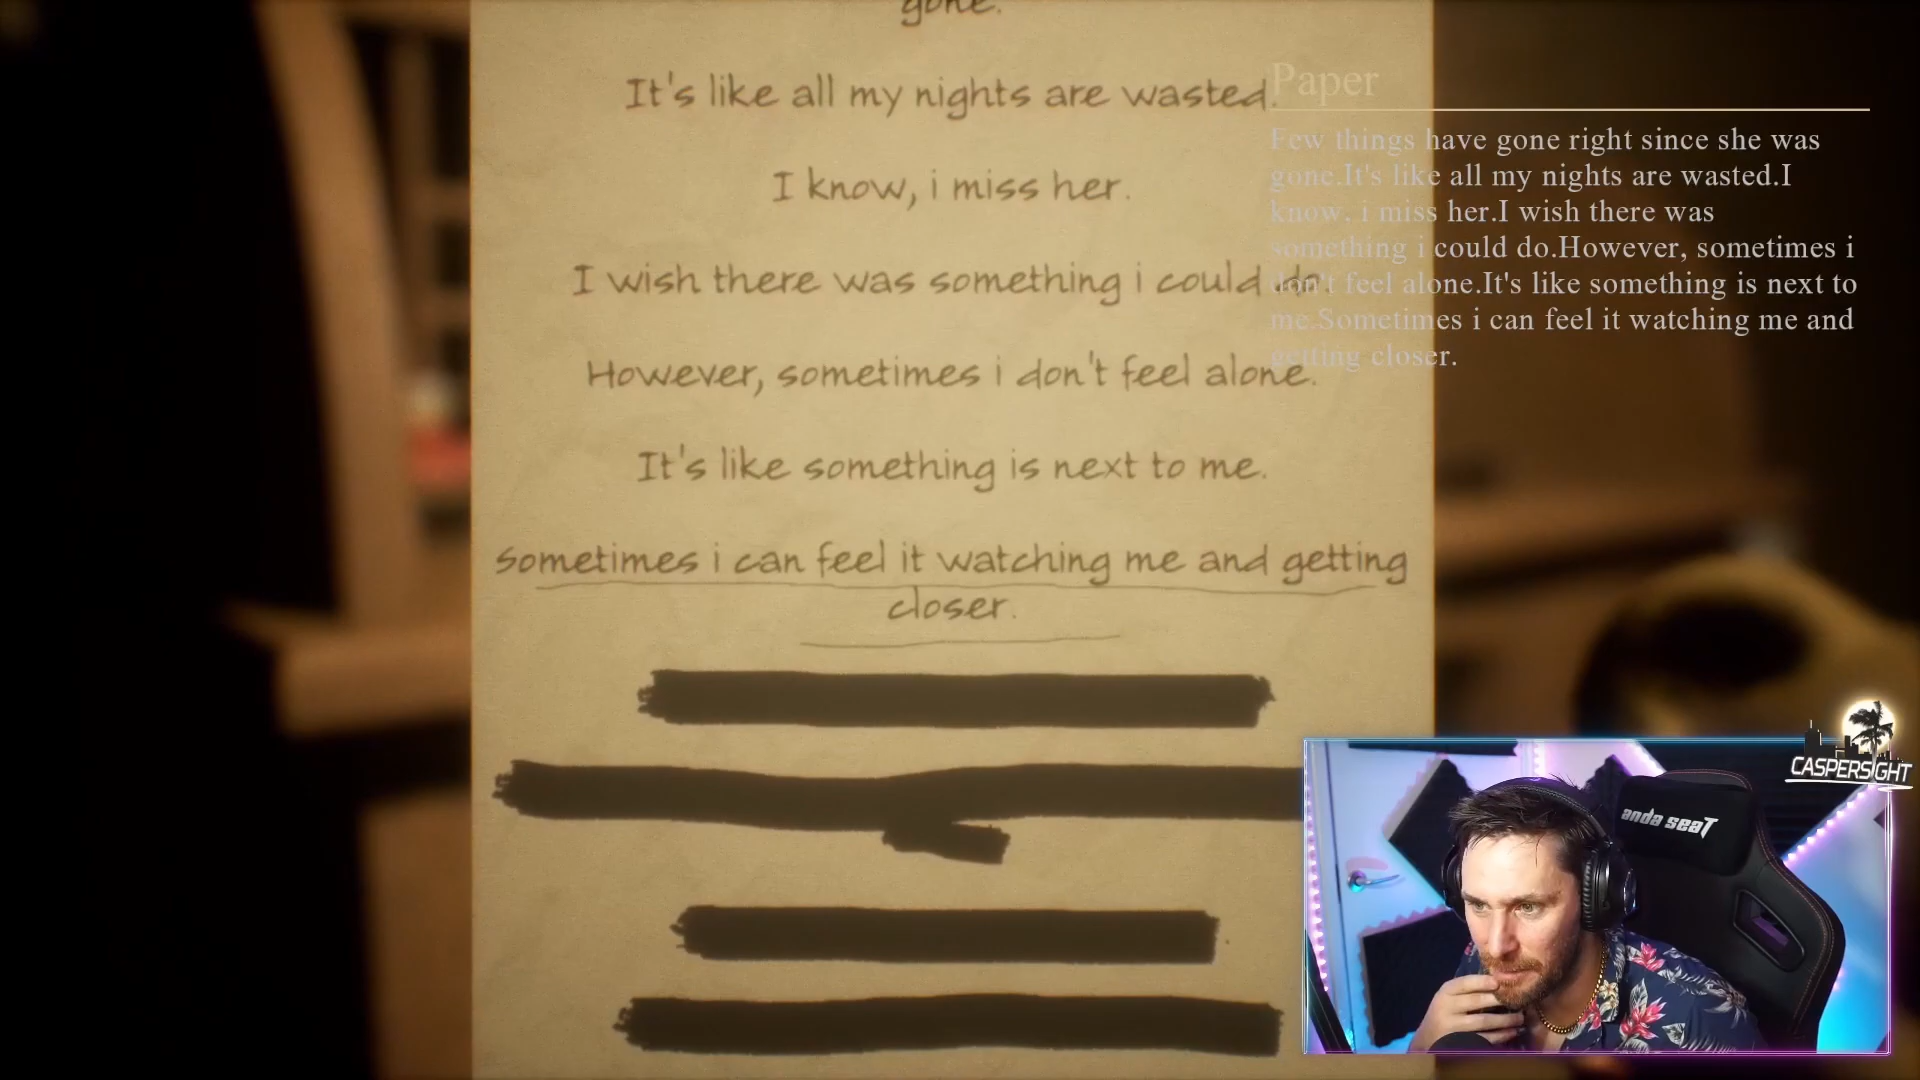 gone.
It's like all my nights are wasted.
I know, i miss her.
I wish there was something i could do.
However, sometimes i don't feel alone.
It's like something is next to me.
Sometimes i can feel it watching me and getting
closer.
Paper
Few things have gone right since she was
gone.It's like all my nights are wasted.I
know, i miss her.I wish there was
something i could do.However, sometimes i
don't feel alone.It's like something is next to
me.Sometimes i can feel it watching me and
getting closer.
CASPERSIGHT
anda seaT